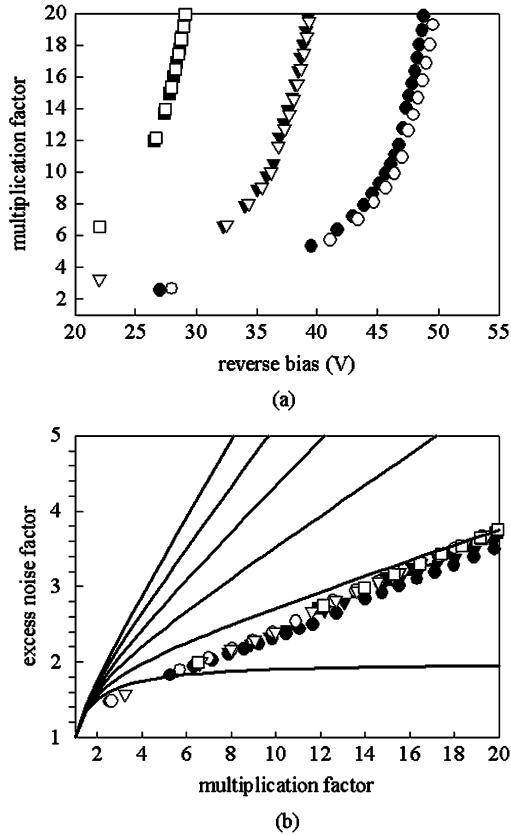 20
18
16
14
12
10
8
6
4
2
multiplication factor
20 25 30 35 40 45 50 55
reverse bias (V)
(a)
5
4
3
2
1
excess noise factor
2 4 6 8 10 12 14 16 18 20
multiplication factor
(b)